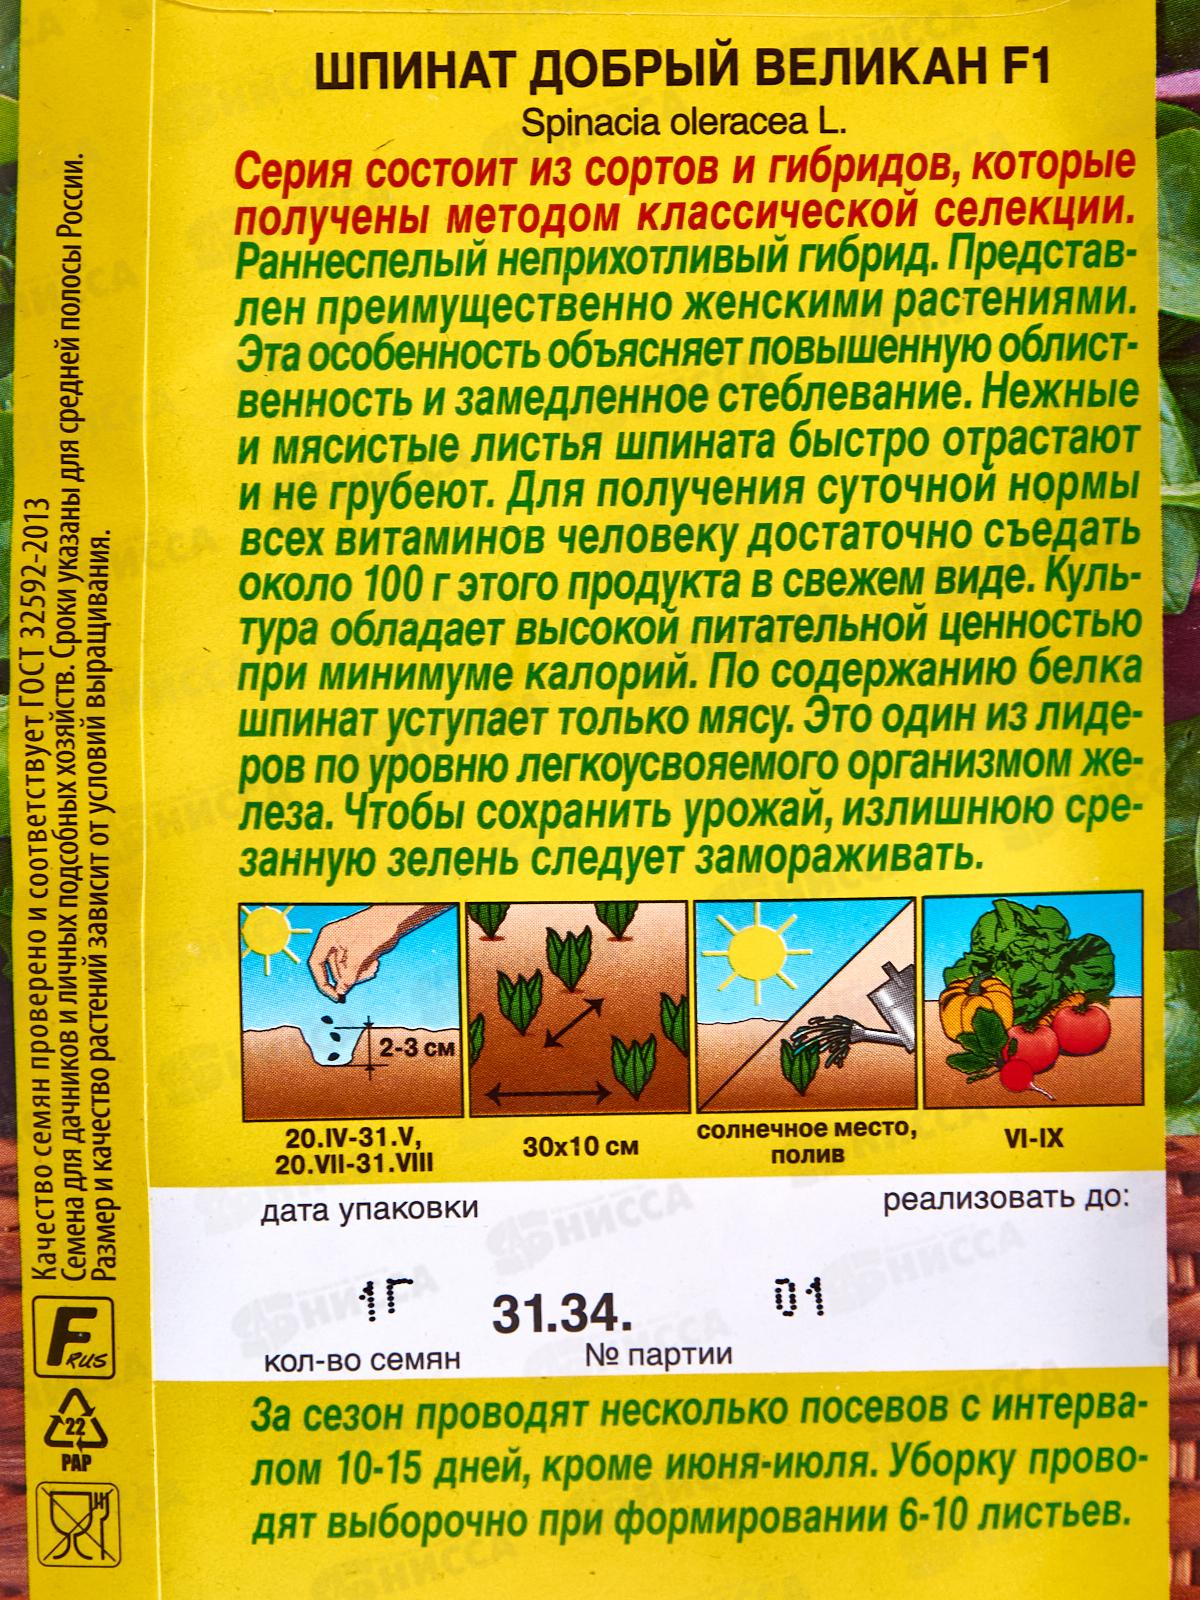 ШПИНАТ ДОБРЫЙ ВЕЛИКАН F1
Spinacia oleracea L.
Серия состоит из сортов и гибридов, которые
получены методом классической селекции.
Раннеспелый неприхотливый гибрид. Представ-
лен преимущественно женскими растениями.
Эта особенность объясняет повышенную облист-
венность и замедленное стеблевание. Нежные
и мясистые листья шпината быстро отрастают
и не грубеют. Для получения суточной нормы
всех витаминов человеку достаточно съедать
около 100 г этого продукта в свежем виде. Куль-
тура обладает высокой питательной ценностью
при минимуме калорий. По содержанию белка
шпинат уступает только мясу. Это один из лиде-
ров по уровню легкоусвояемого организмом же-
леза. Чтобы сохранить урожай, излишнюю сре-
занную зелень следует замораживать.
2-3 см
20.IV-31.V,
20.VII-31.VIII
30x10 см
солнечное место,
полив
VI-IX
дата упаковки
реализовать до:
1Г
31.34.
01
кол-во семян
№ партии
За сезон проводят несколько посевов с интерва-
лом 10-15 дней, кроме июня-июля. Уборку прово-
дят выборочно при формировании 6-10 листьев.
Качество семян проверено и соответствует ГОСТ 32592-2013
Семена для дачников и личных подсобных хозяйств. Сроки указаны для средней полосы России.
Размер и качество растений зависит от условий выращивания.
F RUS
22
PAP
НИССА